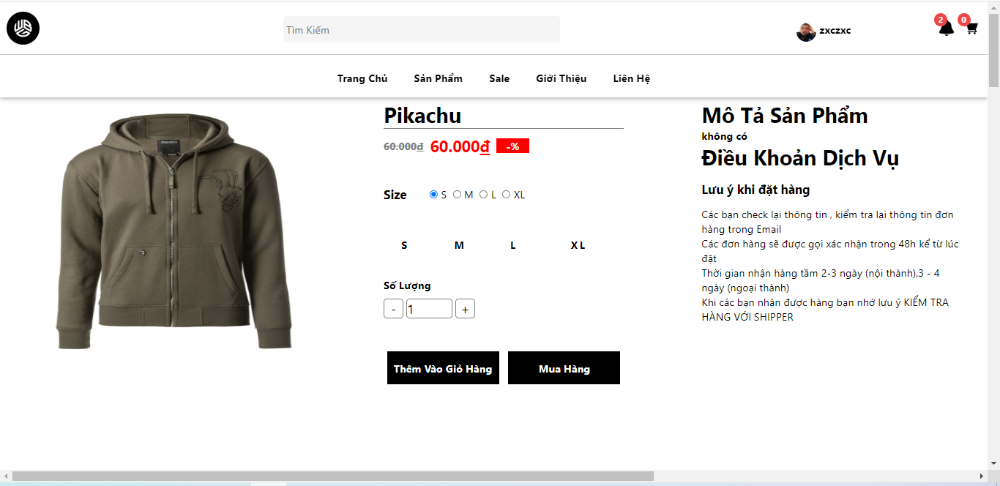 Tìm Kiếm
zxczxc
2
0
Trang Chủ
Sản Phẩm
Sale
Giới Thiệu
Liên Hệ
Pikachu
60.000₫ 60.000₫ -%
Size S M L XL
S M L XL
Số Lượng
- 1 +
Thêm Vào Giỏ Hàng
Mua Hàng
Mô Tả Sản Phẩm
không có
Điều Khoản Dịch Vụ
Lưu ý khi đặt hàng
Các bạn check lại thông tin , kiểm tra lại thông tin đơn
hàng trong Email
Các đơn hàng sẽ được gọi xác nhận trong 48h kể từ lúc
đặt
Thời gian nhận hàng tầm 2-3 ngày (nội thành),3 - 4
ngày (ngoại thành)
Khi các bạn nhận được hàng bạn nhớ lưu ý KIỂM TRA
HÀNG VỚI SHIPPER